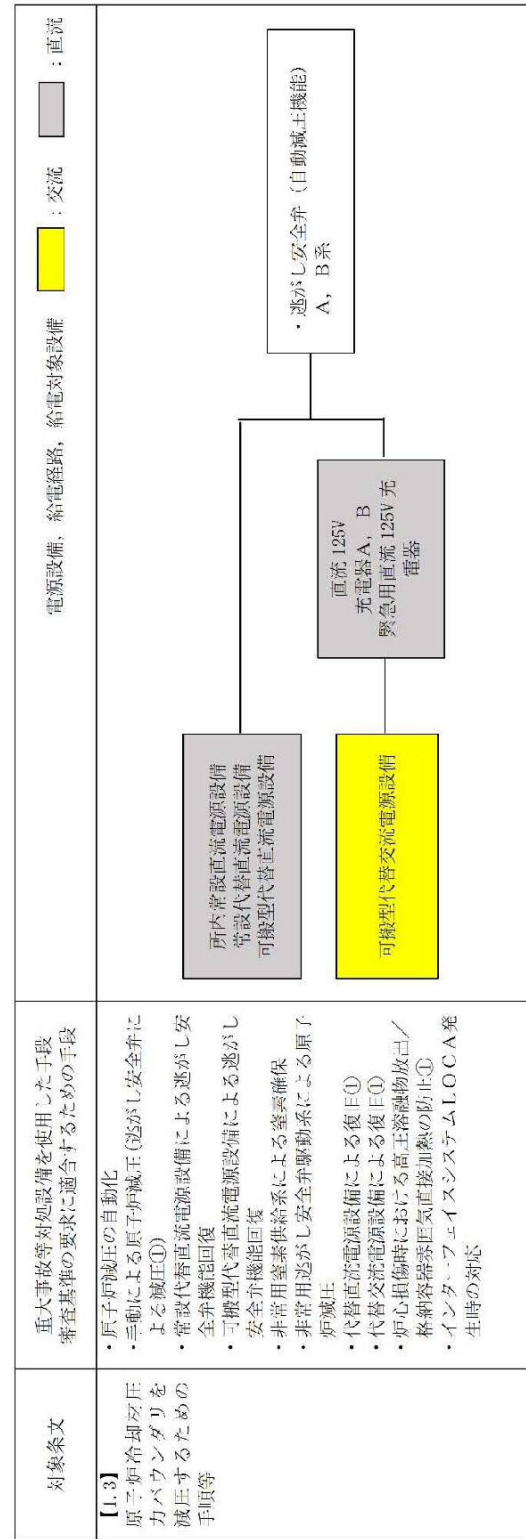 対象条文
重大事故等対処設備を使用した手段
審査基準の要求に適合するための手段
電源設備，給電経路，給電対象設備
：交流
：直流
【1.3】
原子炉冷却材圧
力バウンダリを
減圧するための
手順等
・原子炉減圧の自動化
・手動による原子炉減圧（逃がし安全弁に
よる減圧①）
・常設代替直流電源設備による逃がし安
全弁機能回復
・可搬型代替直流電源設備による逃がし
安全弁機能回復
・非常用窒素供給系による窒素確保
・非常用逃がし安全弁駆動系による原子
炉減圧
・代替直流電源設備による復旧①
・代替交流電源設備による復旧①
・炉心損傷時における高圧溶融物放出／
格納容器雰囲気直接加熱の防止①
・インターフェイスシステムＬＯＣＡ発
生時の対応
所内常設直流電源設備
常設代替直流電源設備
可搬型代替直流電源設備
可搬型代替交流電源設備
直流 125V
充電器Ａ，Ｂ
緊急用直流 125V 充
電器
・逃がし安全弁（自動減圧機能）
Ａ，Ｂ系